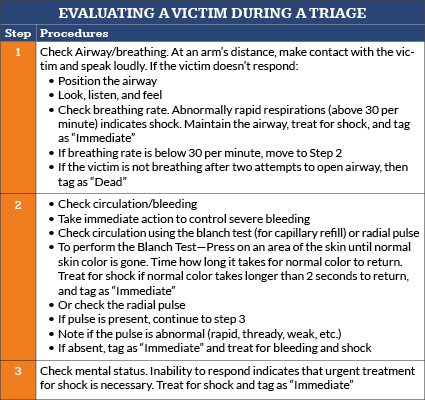 EVALUATING A VICTIM DURING A TRIAGE
Step Procedures
1 Check Airway/breathing. At an arm's distance, make contact with the vic-
tim and speak loudly. If the victim doesn't respond:
• Position the airway
• Look, listen, and feel
• Check breathing rate. Abnormally rapid respirations (above 30 per
minute) indicates shock. Maintain the airway, treat for shock, and tag
as "Immediate"
• If breathing rate is below 30 per minute, move to Step 2
• If the victim is not breathing after two attempts to open airway, then
tag as "Dead"
2 • Check circulation/bleeding
• Take immediate action to control severe bleeding
• Check circulation using the blanch test (for capillary refill) or radial pulse
• To perform the Blanch Test—Press on an area of the skin until normal
skin color is gone. Time how long it takes for normal color to return.
Treat for shock if normal color takes longer than 2 seconds to return,
and tag as "Immediate"
• Or check the radial pulse
• If pulse is present, continue to step 3
• Note if the pulse is abnormal (rapid, thready, weak, etc.)
• If absent, tag as "Immediate" and treat for bleeding and shock
3 Check mental status. Inability to respond indicates that urgent treatment
for shock is necessary. Treat for shock and tag as "Immediate"